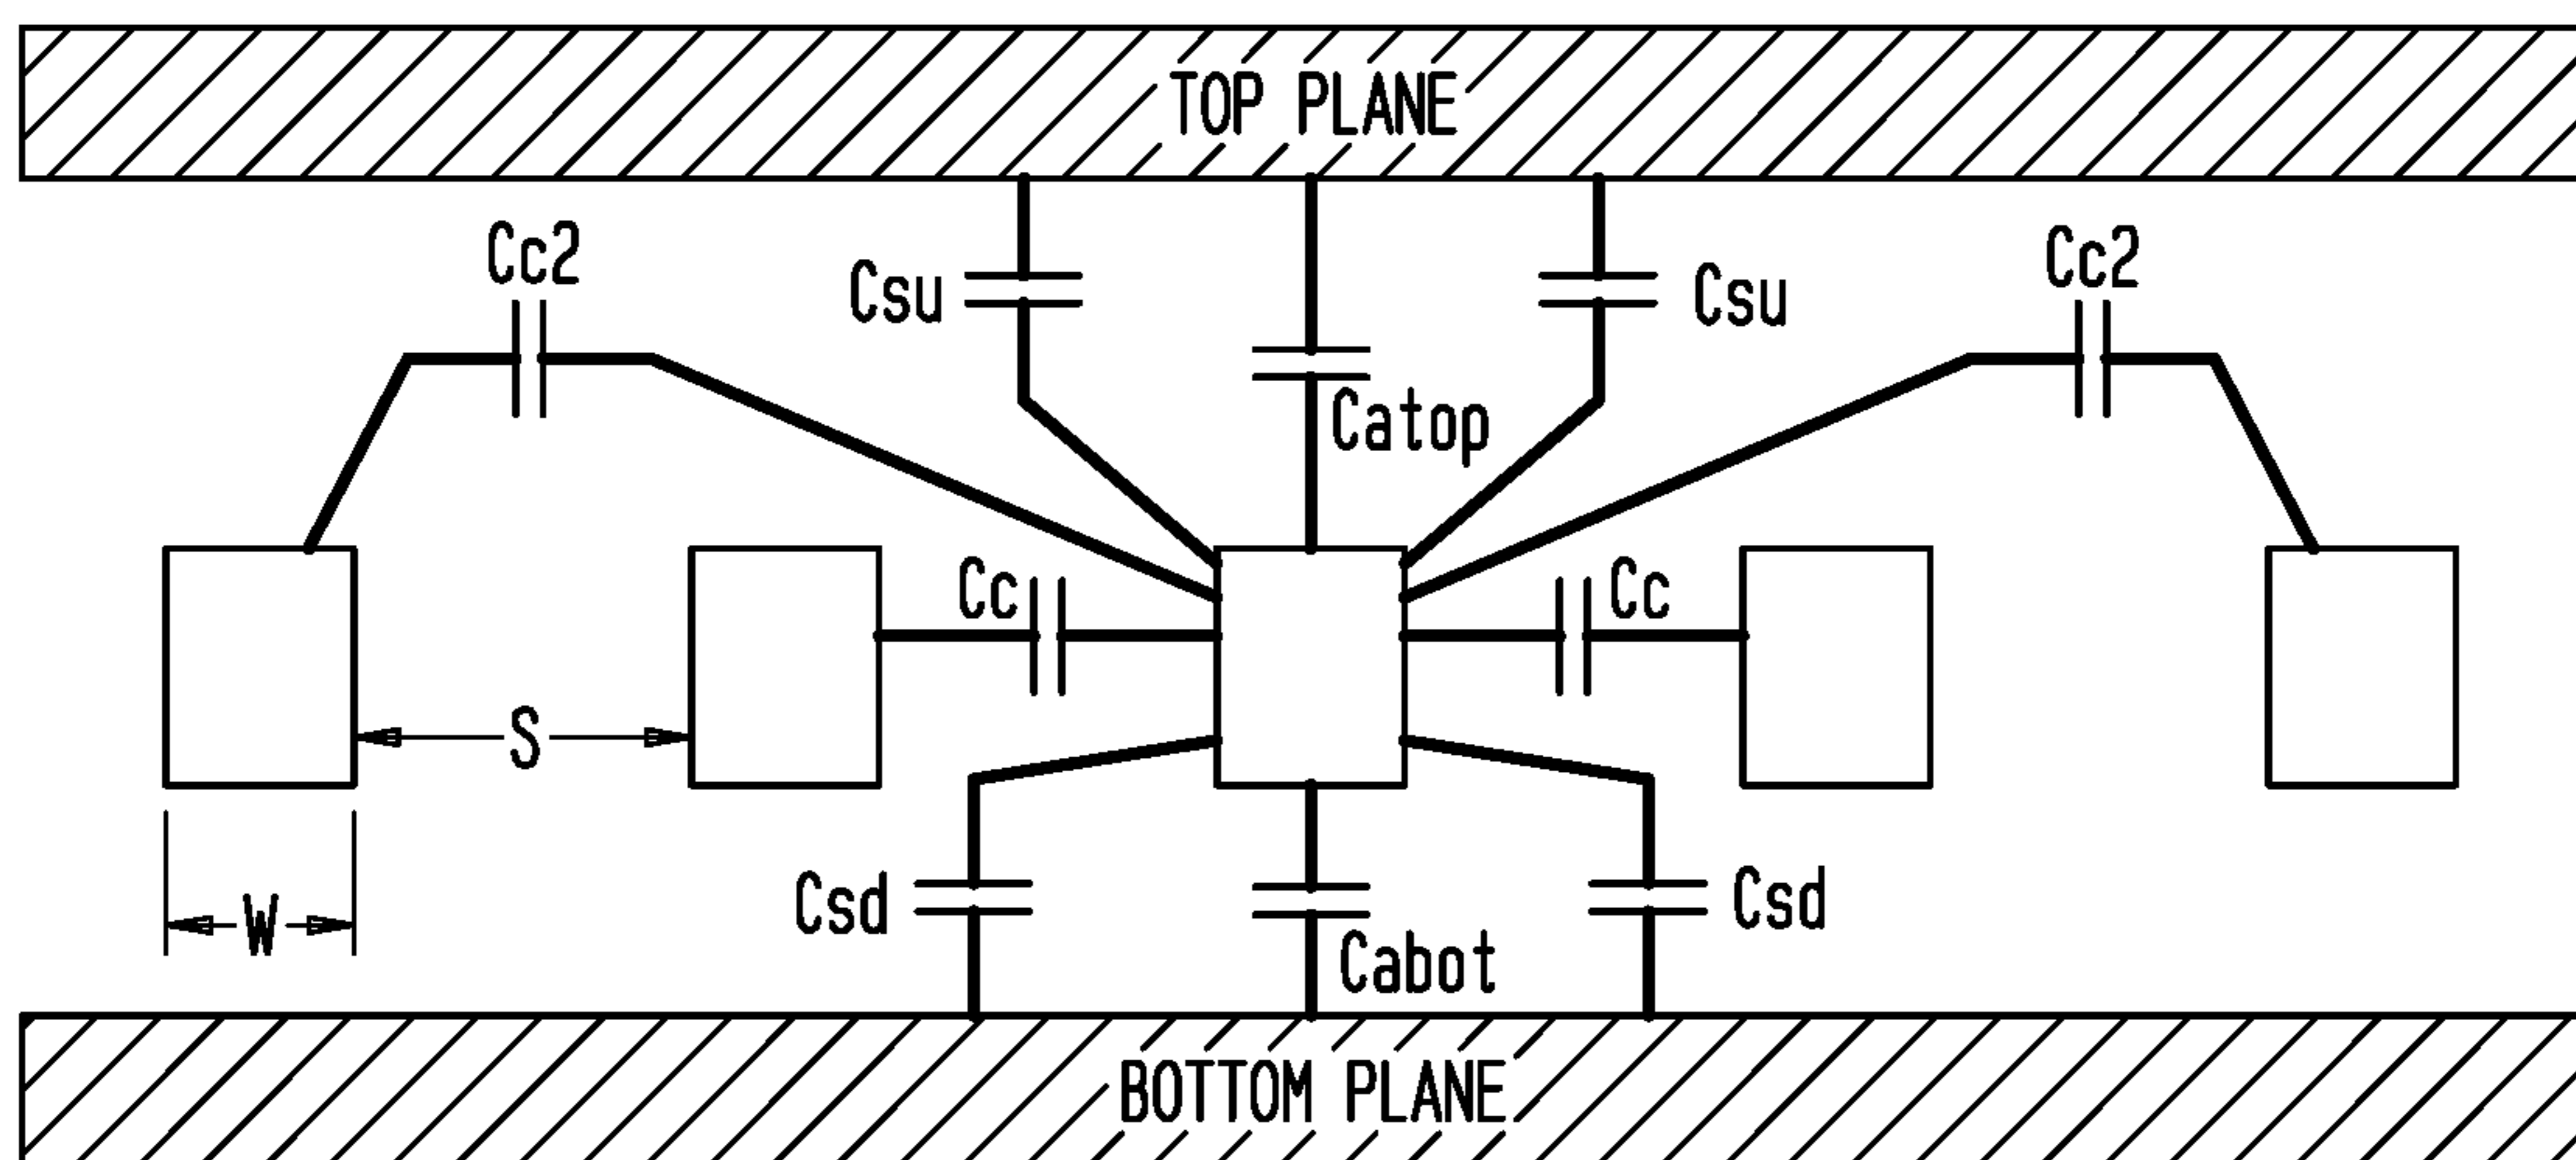 TOP PLANE
Cc2
Csu
Csu
Cc2
Catop
Cc
Cc
S
W
Csd
Csd
Cabot
BOTTOM PLANE